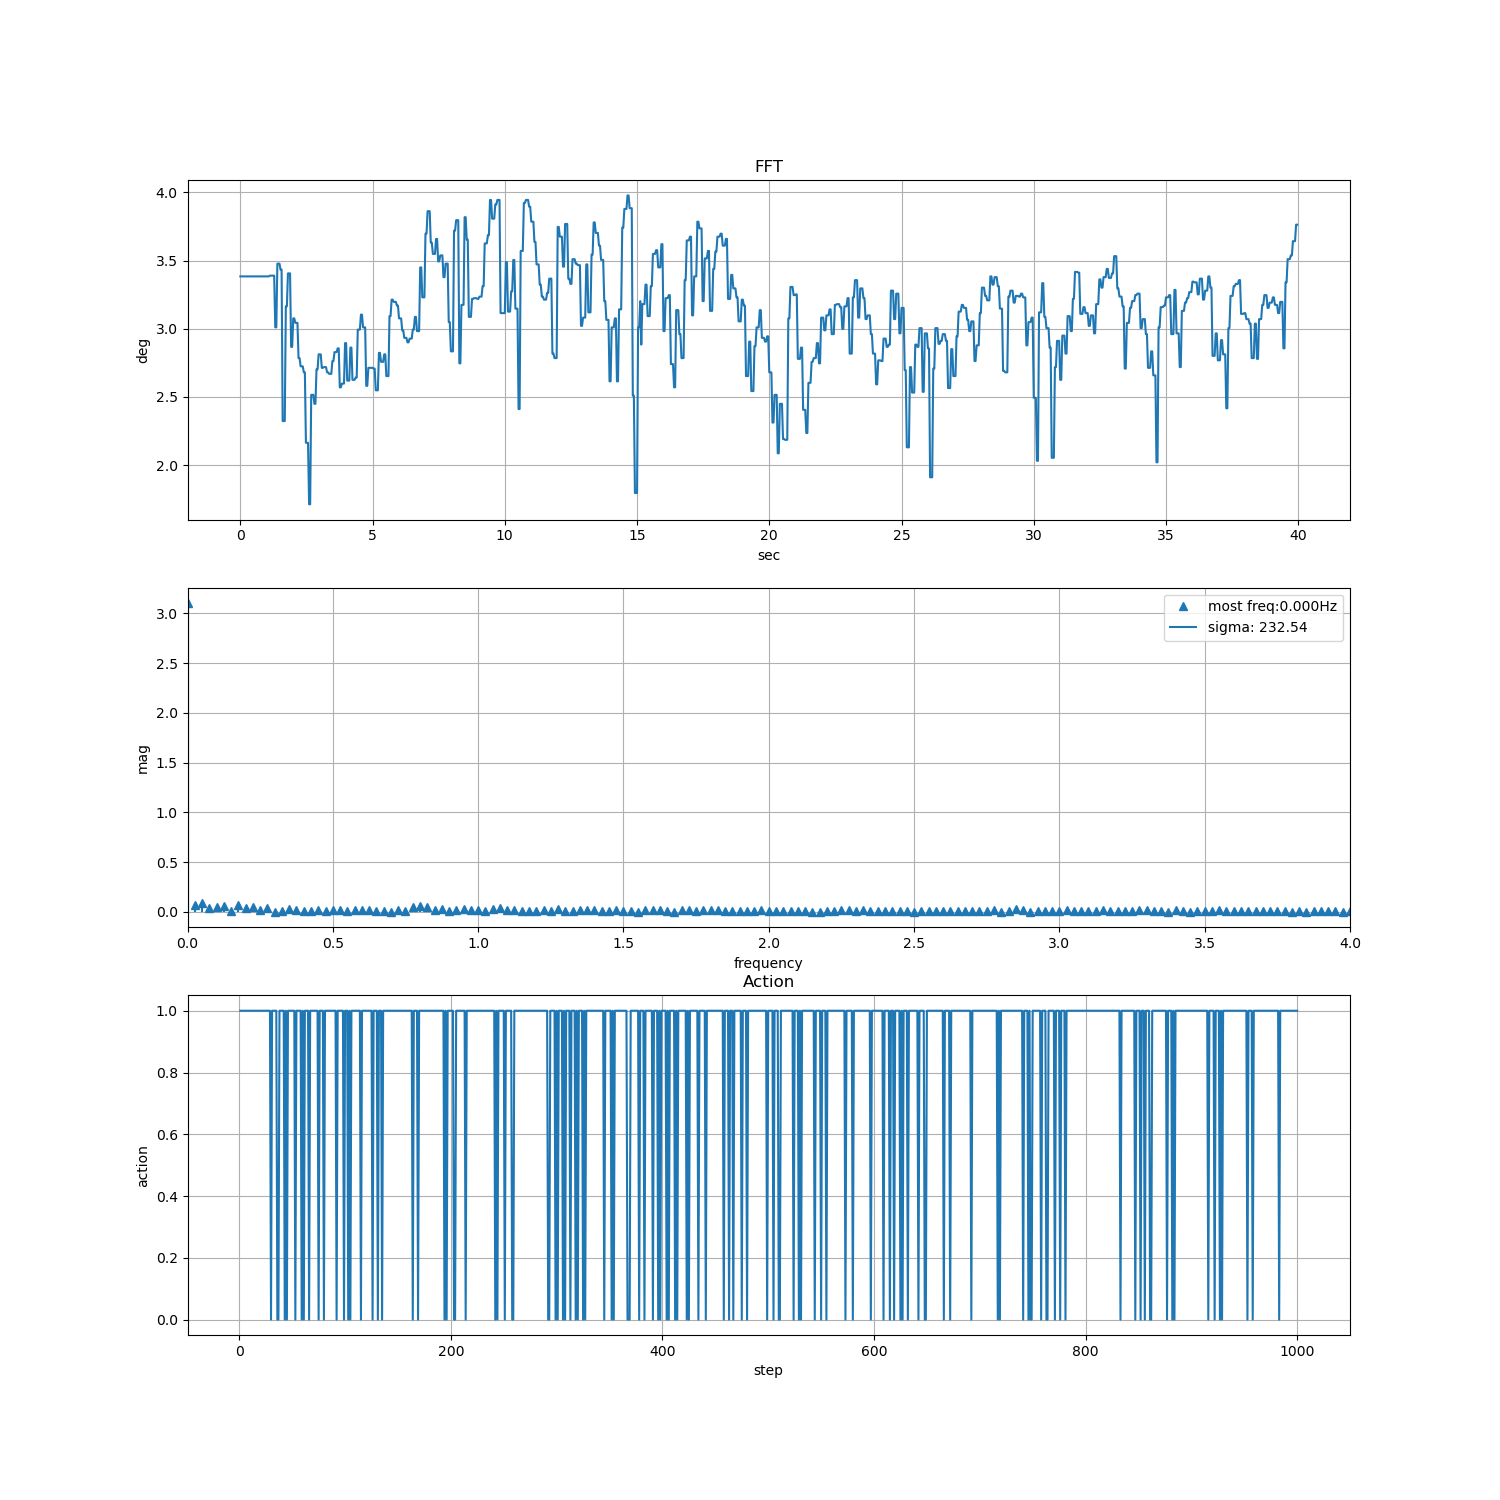 FFT
4.0
3.5
3.0
2.5
2.0
deg
0 5 10 15 20 25 30 35 40
sec
most freq:0.000Hz
sigma: 232.54
3.0
2.5
2.0
1.5
1.0
0.5
0.0
mag
0.0 0.5 1.0 1.5 2.0 2.5 3.0 3.5 4.0
frequency
Action
1.0
0.8
0.6
0.4
0.2
0.0
action
0 200 400 600 800 1000
step